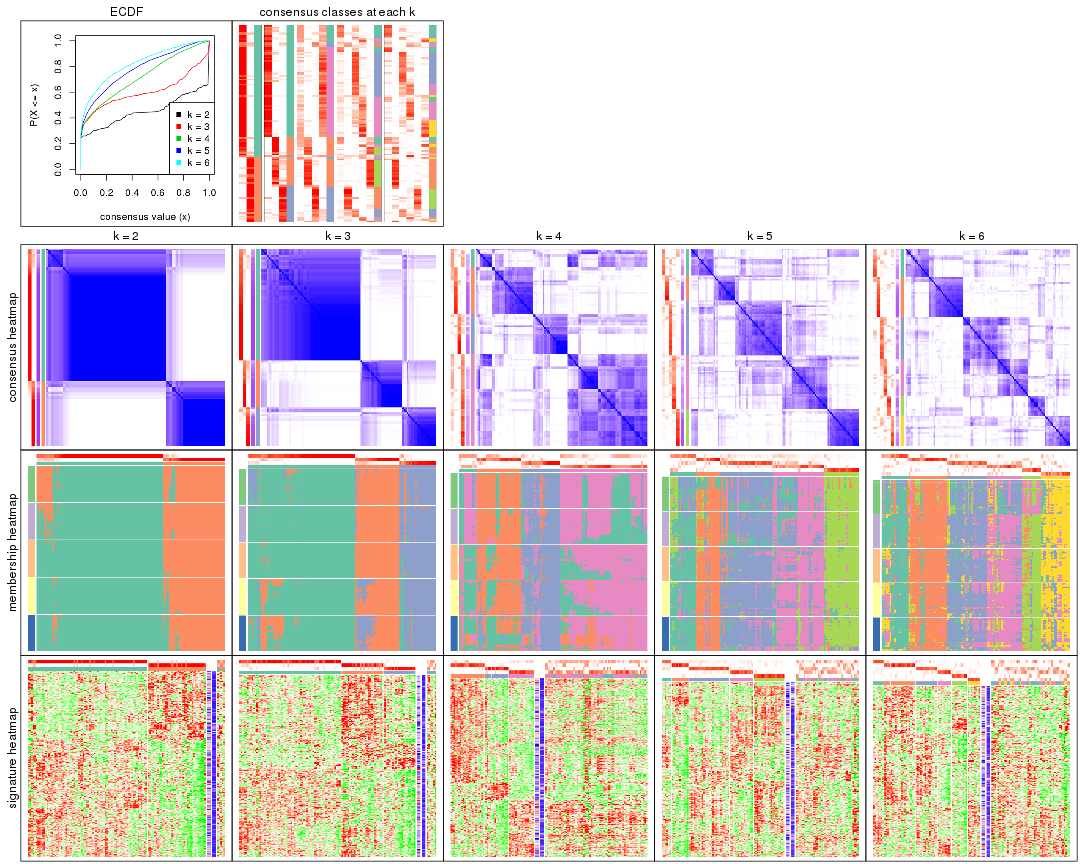 ECDF
consensus classes at each k
P(X <= x)
0.0 0.2 0.4 0.6 0.8 1.0
k = 2
k = 3
k = 4
k = 5
k = 6
0.0 0.2 0.4 0.6 0.8 1.0
consensus value (x)
k = 2 k = 3 k = 4 k = 5 k = 6
consensus heatmap
membership heatmap
signature heatmap